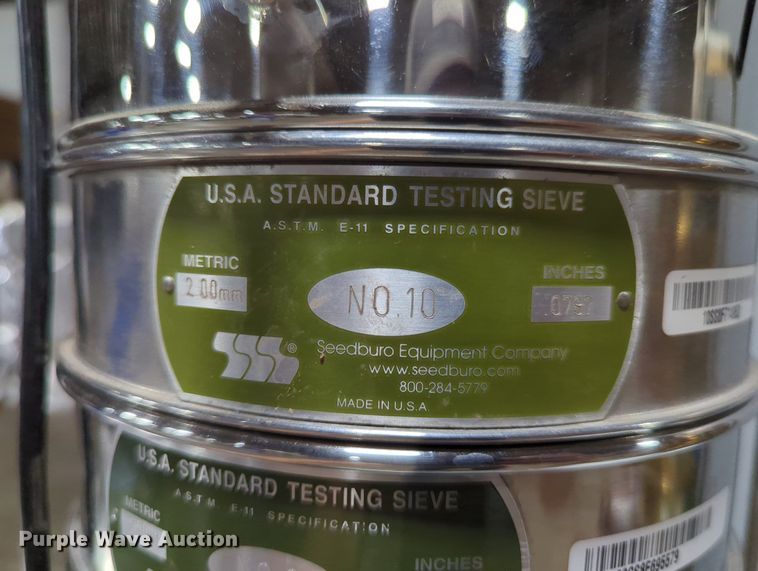 U.S.A. STANDARD TESTING SIEVE
A.S.T.M. E-11 SPECIFICATION
METRIC
2.00mm
NO.10
INCHES
.0787
®
Seedburo Equipment Company
www.seedburo.com
800-284-5779
MADE IN U.S.A.
U.S.A. STANDARD TESTING SIEVE
A.S.T.M. E-11 SPECIFICATION
METRIC
INCHES
Purple Wave Auction